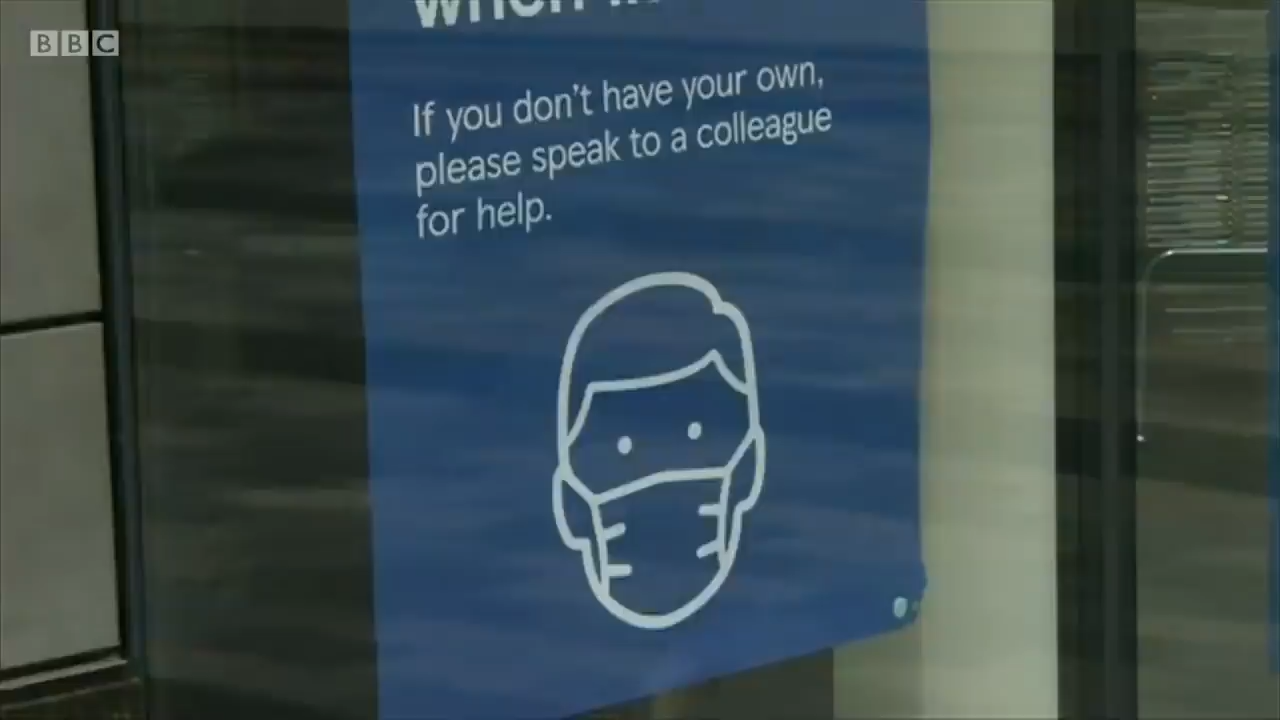 BBC
If you don't have your own,
please speak to a colleague
for help.